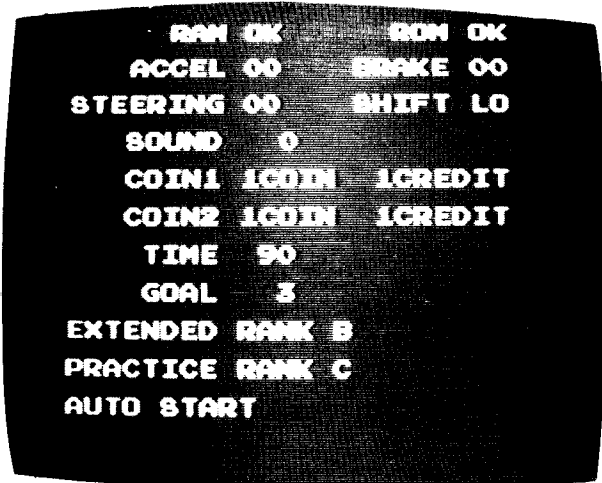 RAM OK ROM OK
ACCEL 00 BRAKE 00
STEERING 00 SHIFT LO
SOUND 0
COIN1 1COIN 1CREDIT
COIN2 1COIN 1CREDIT
TIME 90
GOAL 3
EXTENDED RANK B
PRACTICE RANK C
AUTO START